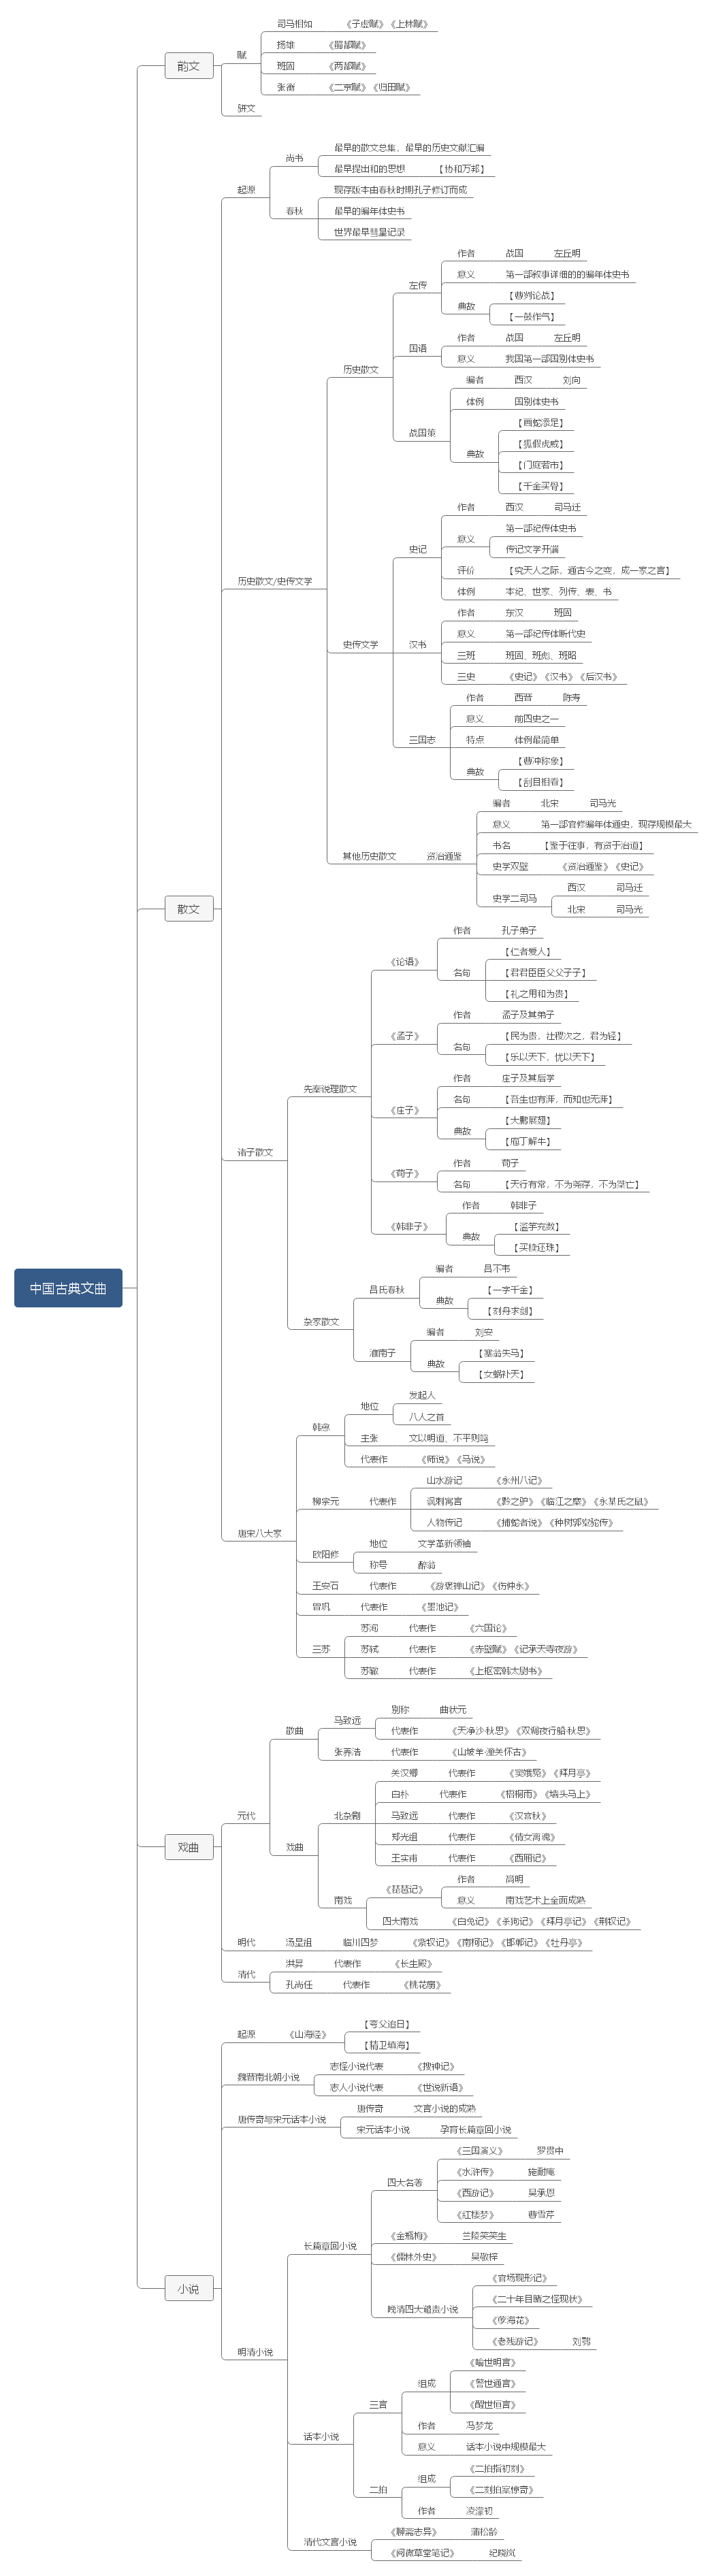 中国古典文曲
韵文
赋
司马相如 《子虚赋》《上林赋》
扬雄 《蜀都赋》
班固 《两都赋》
张衡 《二京赋》《归田赋》
骈文
散文
起源
尚书
最早的散文总集，最早的历史文献汇编
最早提出和的思想 【协和万邦】
春秋
现存版本由春秋时期孔子修订而成
最早的编年体史书
世界最早彗星记录
历史散文/史传文学
历史散文
左传
作者 战国 左丘明
意义 第一部叙事详细的的编年体史书
典故
【曹刿论战】
【一鼓作气】
国语
作者 战国 左丘明
意义 我国第一部国别体史书
战国策
编者 西汉 刘向
体例 国别体史书
典故
【画蛇添足】
【狐假虎威】
【门庭若市】
【千金买骨】
史传文学
史记
作者 西汉 司马迁
意义
第一部纪传体史书
传记文学开端
评价 【究天人之际，通古今之变，成一家之言】
体例 本纪、世家、列传、表、书
汉书
作者 东汉 班固
意义 第一部纪传体断代史
三班 班固、班彪、班昭
三史 《史记》《汉书》《后汉书》
三国志
作者 西晋 陈寿
意义 前四史之一
特点 体例最简单
典故
【曹冲称象】
【刮目相看】
其他历史散文 资治通鉴
编者 北宋 司马光
意义 第一部官修编年体通史，现存规模最大
书名 【鉴于往事，有资于治道】
史学双璧 《资治通鉴》《史记》
史学二司马
西汉 司马迁
北宋 司马光
诸子散文
先秦说理散文
《论语》
作者 孔子弟子
名句
【仁者爱人】
【君君臣臣父父子子】
【礼之用和为贵】
《孟子》
作者 孟子及其弟子
名句
【民为贵，社稷次之，君为轻】
【乐以天下，忧以天下】
《庄子》
作者 庄子及其后学
名句 【吾生也有涯，而知也无涯】
典故
【大鹏展翅】
【庖丁解牛】
《荀子》
作者 荀子
名句 【天行有常，不为尧存，不为桀亡】
《韩非子》
作者 韩非子
典故
【滥竽充数】
【买椟还珠】
杂家散文
吕氏春秋
编者 吕不韦
典故
【一字千金】
【刻舟求剑】
淮南子
编者 刘安
典故
【塞翁失马】
【女娲补天】
唐宋八大家
韩愈
地位
发起人
八人之首
主张 文以明道、不平则鸣
代表作 《师说》《马说》
柳宗元 代表作
山水游记 《永州八记》
讽刺寓言 《黔之驴》《临江之麋》《永某氏之鼠》
人物传记 《捕蛇者说》《种树郭橐驼传》
欧阳修
地位 文学革新领袖
称号 醉翁
王安石 代表作 《游褒禅山记》《伤仲永》
曾巩 代表作 《墨池记》
三苏
苏洵 代表作 《六国论》
苏轼 代表作 《赤壁赋》《记承天寺夜游》
苏辙 代表作 《上枢密韩太尉书》
戏曲
元代
散曲
马致远
别称 曲状元
代表作 《天净沙·秋思》《双调夜行船·秋思》
张养浩 代表作 《山坡羊·潼关怀古》
戏曲
北杂剧
关汉卿 代表作 《窦娥冤》《拜月亭》
白朴 代表作 《梧桐雨》《墙头马上》
马致远 代表作 《汉宫秋》
郑光祖 代表作 《倩女离魂》
王实甫 代表作 《西厢记》
南戏
《琵琶记》
作者 高明
意义 南戏艺术上全面成熟
四大南戏 《白兔记》《杀狗记》《拜月亭记》《荆钗记》
明代 汤显祖 临川四梦 《紫钗记》《南柯记》《邯郸记》《牡丹亭》
清代
洪昇 代表作 《长生殿》
孔尚任 代表作 《桃花扇》
小说
起源 《山海经》
【夸父追日】
【精卫填海】
魏晋南北朝小说
志怪小说代表 《搜神记》
志人小说代表 《世说新语》
唐传奇与宋元话本小说
唐传奇 文言小说的成熟
宋元话本小说 孕育长篇章回小说
明清小说
长篇章回小说
四大名著
《三国演义》 罗贯中
《水浒传》 施耐庵
《西游记》 吴承恩
《红楼梦》 曹雪芹
《金瓶梅》 兰陵笑笑生
《儒林外史》 吴敬梓
晚清四大谴责小说
《官场现形记》
《二十年目睹之怪现状》
《孽海花》
《老残游记》 刘鹗
话本小说
三言
组成
《喻世明言》
《警世通言》
《醒世恒言》
作者 冯梦龙
意义 话本小说中规模最大
二拍
组成
《二拍指初刻》
《二刻拍案惊奇》
作者 凌濛初
清代文言小说
《聊斋志异》 蒲松龄
《阅微草堂笔记》 纪晓岚